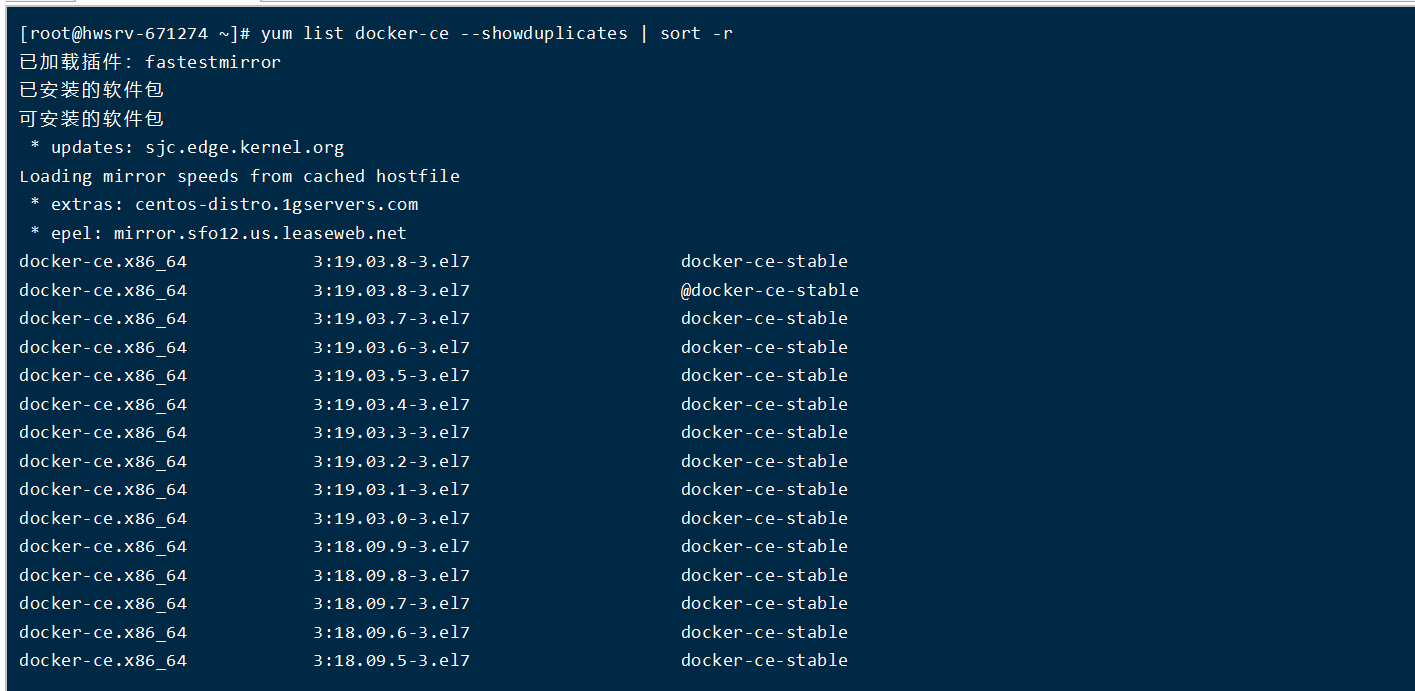 [root@hwsrv-671274 ~]# yum list docker-ce --showduplicates | sort -r
已加载插件：fastestmirror
已安装的软件包
可安装的软件包
 * updates: sjc.edge.kernel.org
Loading mirror speeds from cached hostfile
 * extras: centos-distro.1gservers.com
 * epel: mirror.sfo12.us.leaseweb.net
docker-ce.x86_64            3:19.03.8-3.el7                    docker-ce-stable
docker-ce.x86_64            3:19.03.8-3.el7                    @docker-ce-stable
docker-ce.x86_64            3:19.03.7-3.el7                    docker-ce-stable
docker-ce.x86_64            3:19.03.6-3.el7                    docker-ce-stable
docker-ce.x86_64            3:19.03.5-3.el7                    docker-ce-stable
docker-ce.x86_64            3:19.03.4-3.el7                    docker-ce-stable
docker-ce.x86_64            3:19.03.3-3.el7                    docker-ce-stable
docker-ce.x86_64            3:19.03.2-3.el7                    docker-ce-stable
docker-ce.x86_64            3:19.03.1-3.el7                    docker-ce-stable
docker-ce.x86_64            3:19.03.0-3.el7                    docker-ce-stable
docker-ce.x86_64            3:18.09.9-3.el7                    docker-ce-stable
docker-ce.x86_64            3:18.09.8-3.el7                    docker-ce-stable
docker-ce.x86_64            3:18.09.7-3.el7                    docker-ce-stable
docker-ce.x86_64            3:18.09.6-3.el7                    docker-ce-stable
docker-ce.x86_64            3:18.09.5-3.el7                    docker-ce-stable